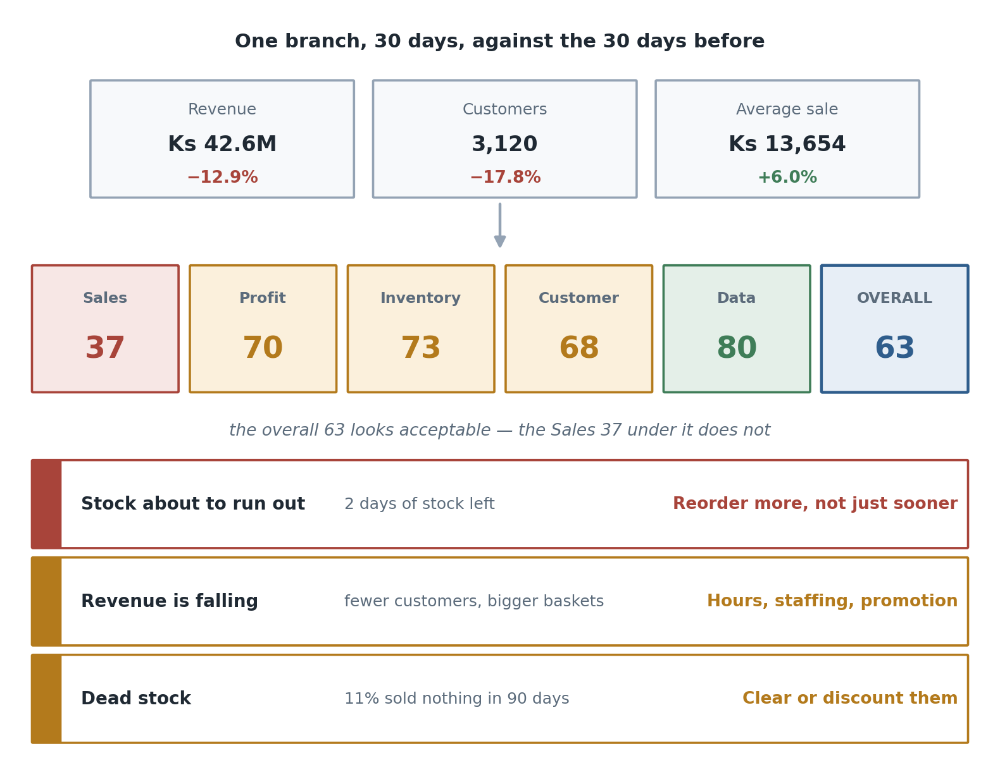 One branch, 30 days, against the 30 days before
Revenue
Ks 42.6M
−12.9%
Customers
3,120
−17.8%
Average sale
Ks 13,654
+6.0%
Sales
37
Profit
70
Inventory
73
Customer
68
Data
80
OVERALL
63
the overall 63 looks acceptable — the Sales 37 under it does not
Stock about to run out
2 days of stock left
Reorder more, not just sooner
Revenue is falling
fewer customers, bigger baskets
Hours, staffing, promotion
Dead stock
11% sold nothing in 90 days
Clear or discount them